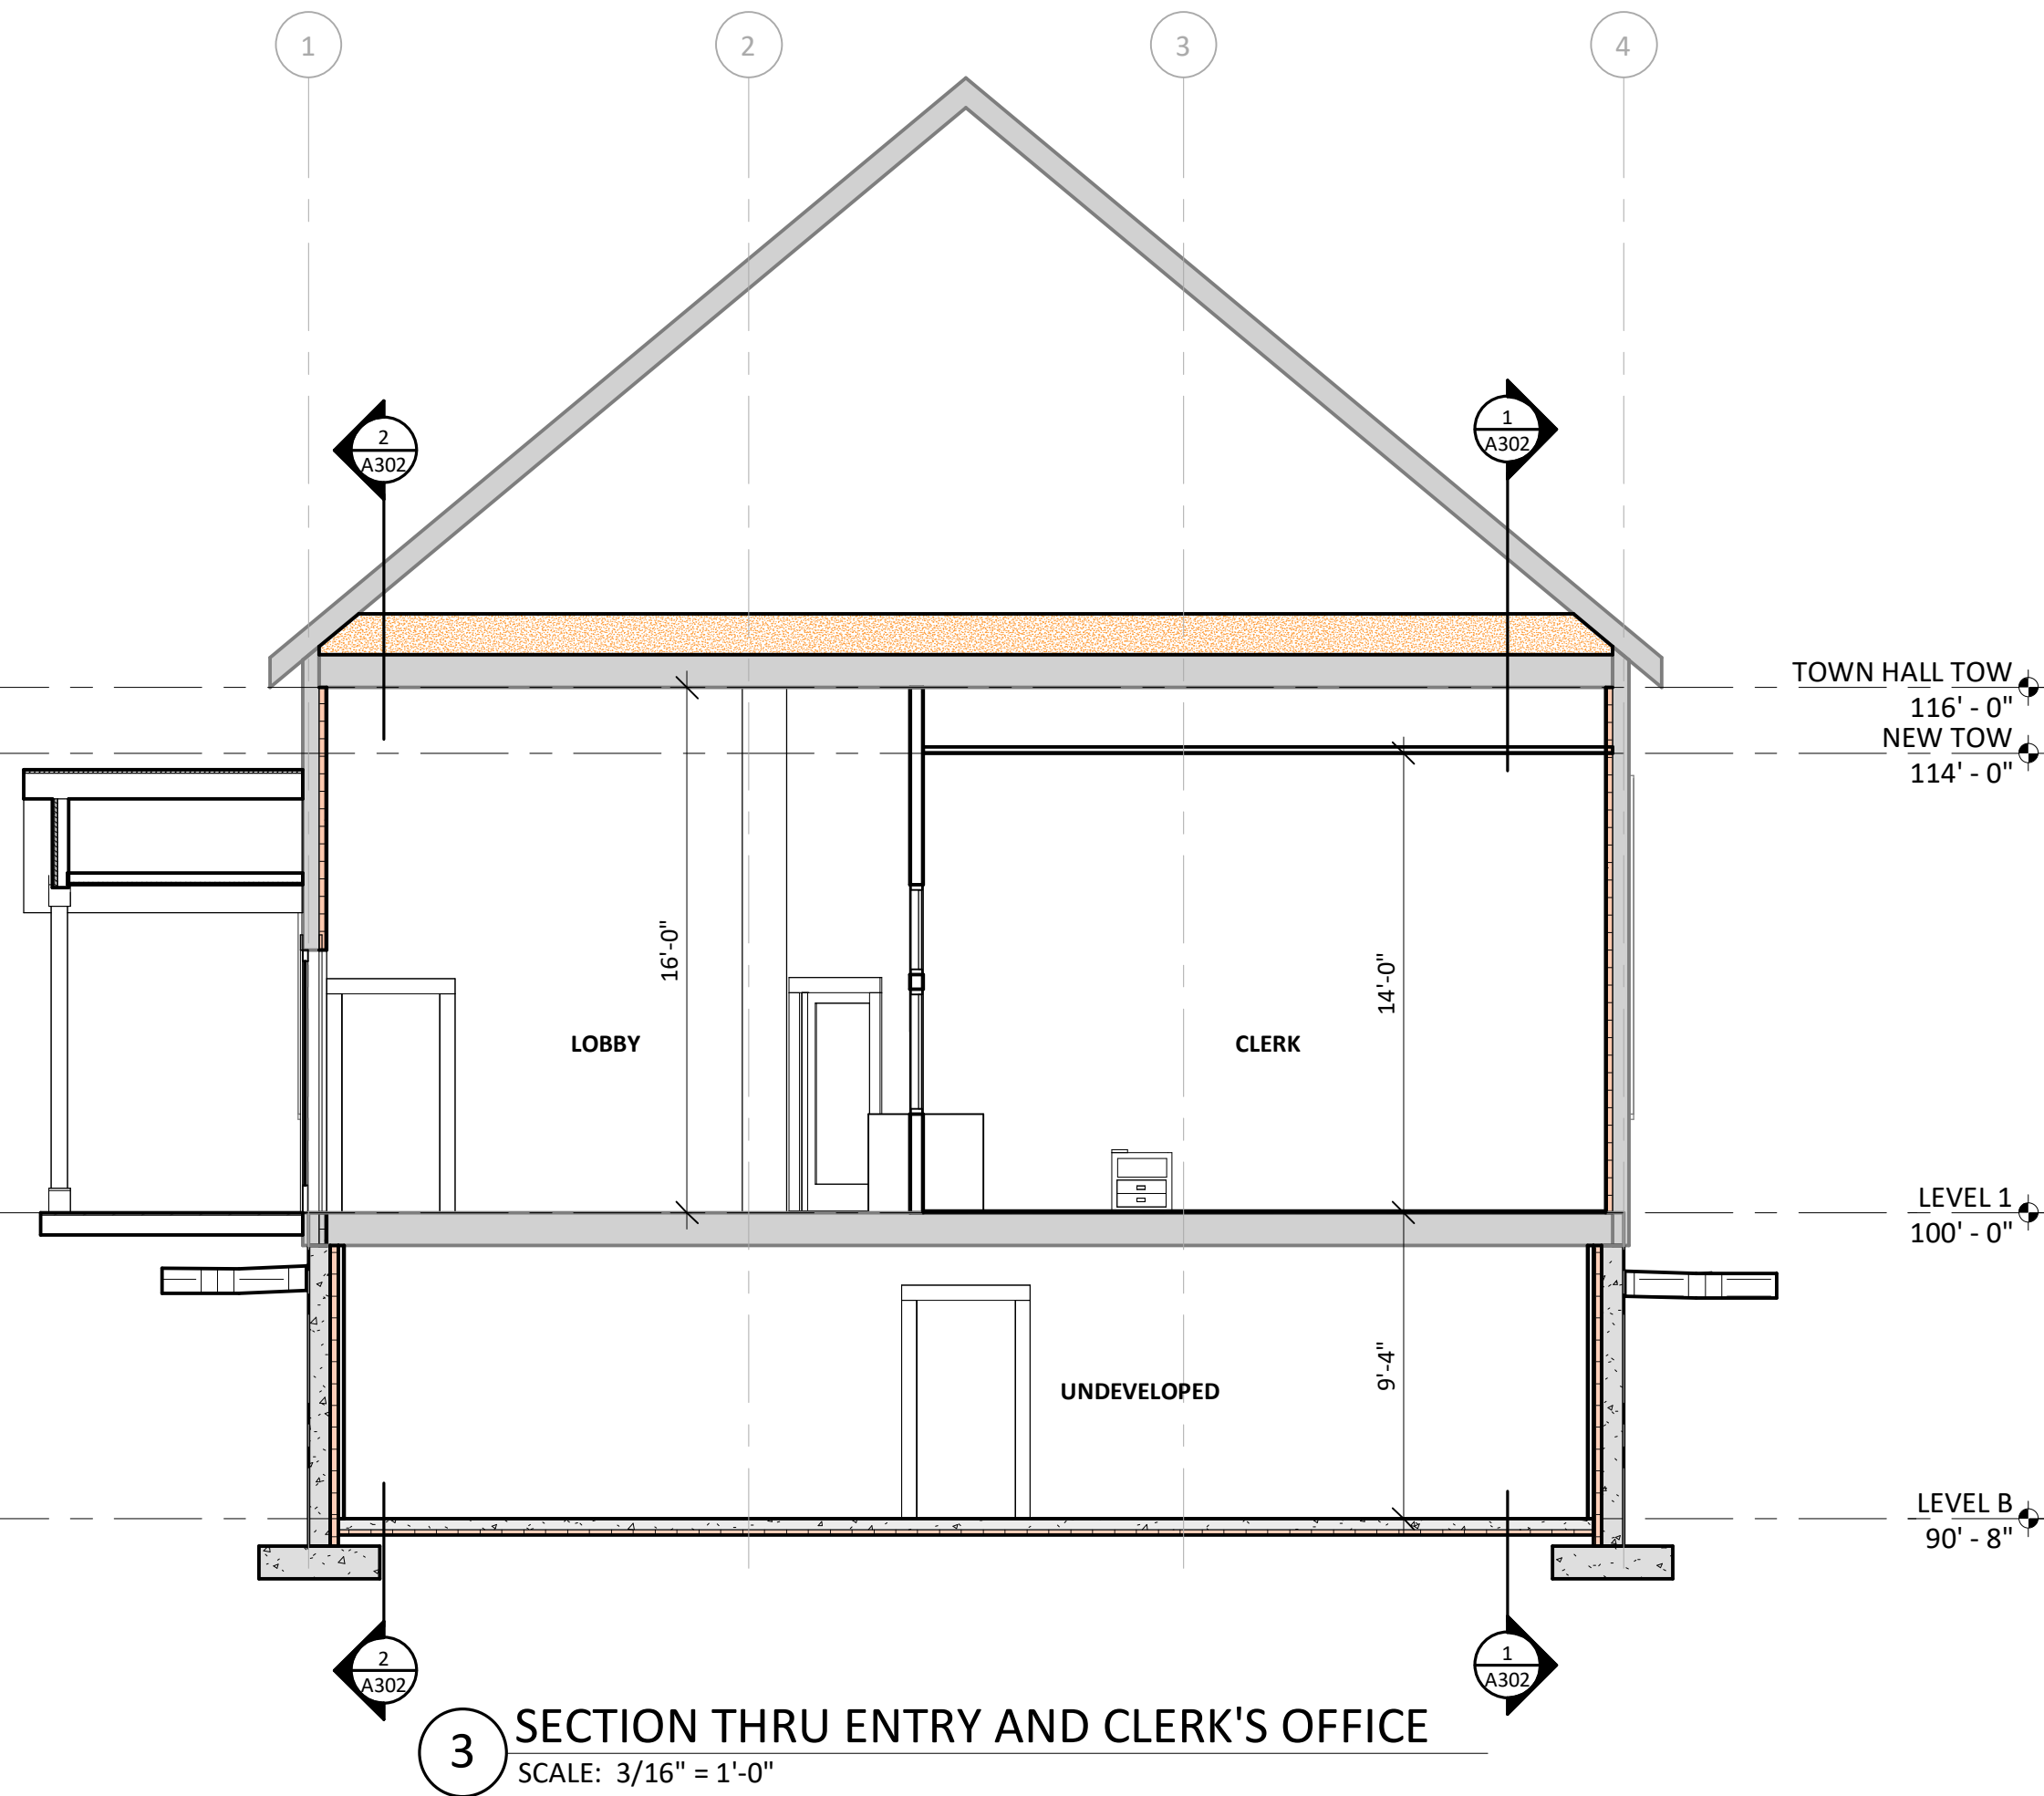 1
2
3
4
2
A302
1
A302
TOWN HALL TOW
116' - 0"
NEW TOW
114' - 0"
16'-0"
14'-0"
LOBBY
CLERK
LEVEL 1
100' - 0"
9'-4"
UNDEVELOPED
LEVEL B
90' - 8"
2
A302
1
A302
3
SECTION THRU ENTRY AND CLERK'S OFFICE
SCALE: 3/16" = 1'-0"